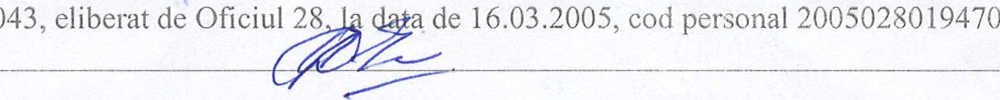 043, eliberat de Oficiul 28, la data de 16.03.2005, cod personal 2005028019470